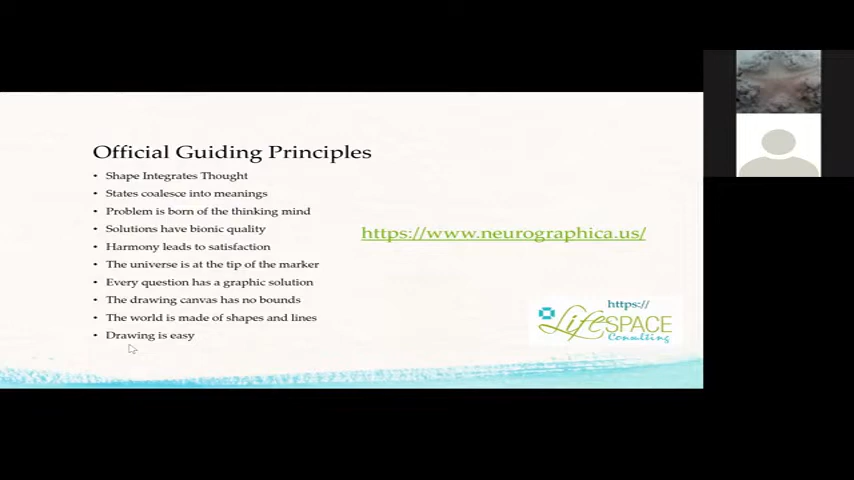 Official Guiding Principles
• Shape Integrates Thought
• States coalesce into meanings
• Problem is born of the thinking mind
• Solutions have bionic quality
• Harmony leads to satisfaction
• The universe is at the tip of the marker
• Every question has a graphic solution
• The drawing canvas has no bounds
• The world is made of shapes and lines
• Drawing is easy
https://www.neurographica.us/
https://
LifeSPACE
Consulting